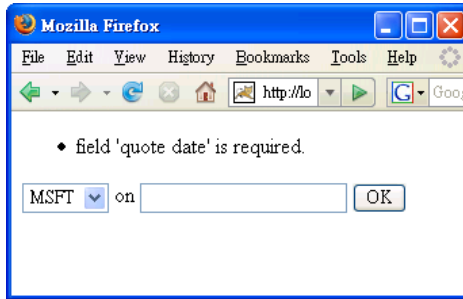 Mozilla Firefox
File Edit View History Bookmarks Tools Help
http://lo G Goog
• field 'quote date' is required.
MSFT on OK